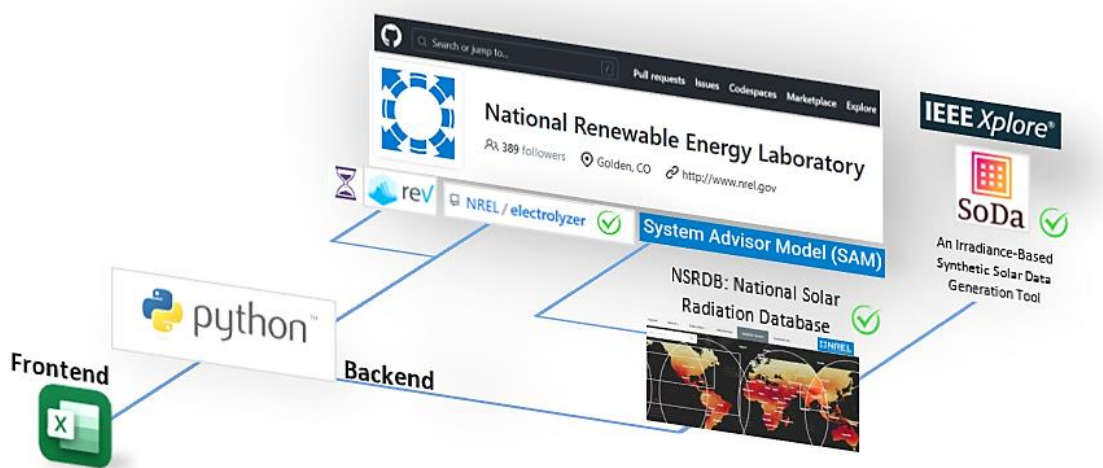 Search or jump to...
/
Pull requests Issues Codespaces Marketplace Explore
National Renewable Energy Laboratory
389 followers Golden, CO http://www.nrel.gov
reV
NREL / electrolyzer
System Advisor Model (SAM)
NSRDB: National Solar
Radiation Database
NREL
IEEE Xplore®
SoDa
An Irradiance-Based
Synthetic Solar Data
Generation Tool
python™
Frontend
X
Backend